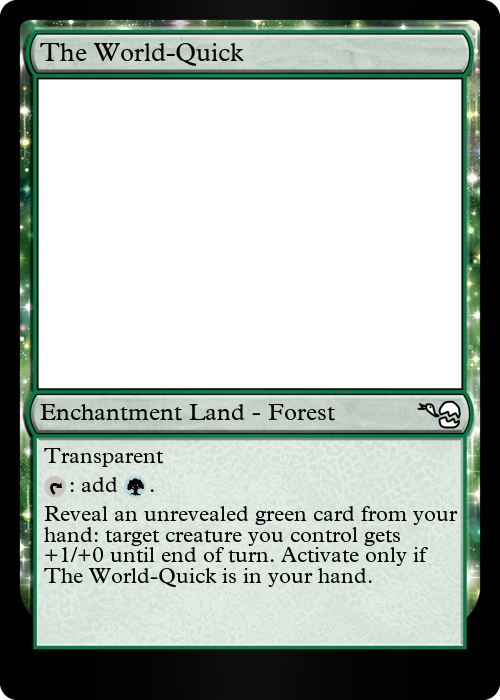 The World-Quick
Enchantment Land - Forest
Transparent
: add .
Reveal an unrevealed green card from your
hand: target creature you control gets
+1/+0 until end of turn. Activate only if
The World-Quick is in your hand.